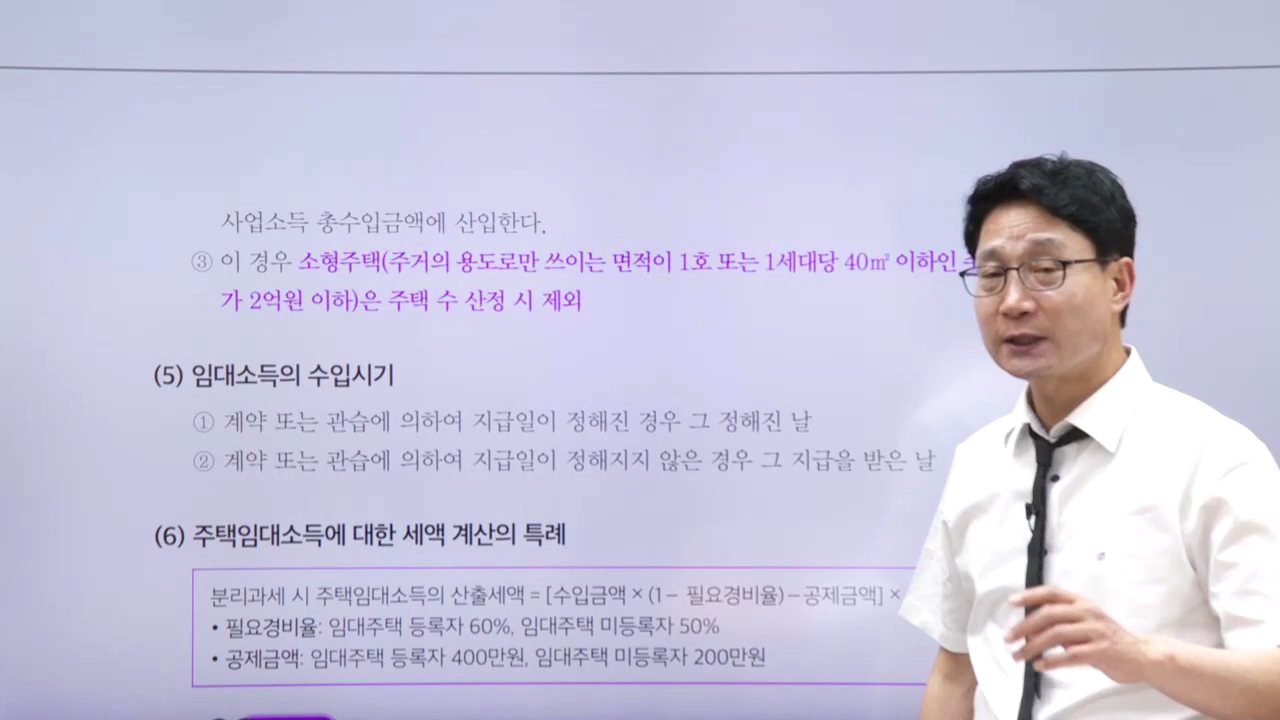 사업소득 총수입금액에 산입한다.
③ 이 경우 소형주택(주거의 용도로만 쓰이는 면적이 1호 또는 1세대당 40㎡ 이하인
가 2억원 이하)은 주택 수 산정 시 제외
(5) 임대소득의 수입시기
① 계약 또는 관습에 의하여 지급일이 정해진 경우 그 정해진 날
② 계약 또는 관습에 의하여 지급일이 정해지지 않은 경우 그 지급을 받은 날
(6) 주택임대소득에 대한 세액 계산의 특례
분리과세 시 주택임대소득의 산출세액 = [수입금액 × (1 − 필요경비율) − 공제금액] ×
• 필요경비율: 임대주택 등록자 60%, 임대주택 미등록자 50%
• 공제금액: 임대주택 등록자 400만원, 임대주택 미등록자 200만원